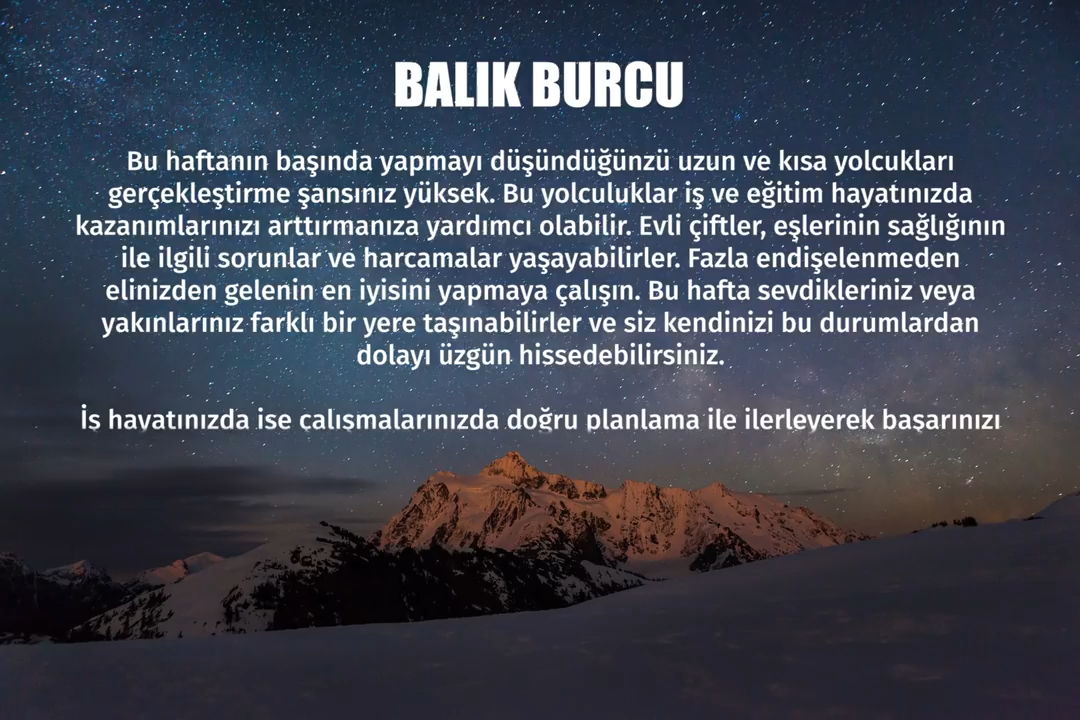 BALIK BURCU
Bu haftanın başında yapmayı düşündüğünzü uzun ve kısa yolcukları
gerçekleştirme şansınız yüksek. Bu yolculuklar iş ve eğitim hayatınızda
kazanımlarınızı arttırmanıza yardımcı olabilir. Evli çiftler, eşlerinin sağlığının
ile ilgili sorunlar ve harcamalar yaşayabilirler. Fazla endişelenmeden
elinizden gelenin en iyisini yapmaya çalışın. Bu hafta sevdikleriniz veya
yakınlarınız farklı bir yere taşınabilirler ve siz kendinizi bu durumlardan
dolayı üzgün hissedebilirsiniz.
İş hayatınızda ise çalışmalarınızda doğru planlama ile ilerleyerek başarınızı